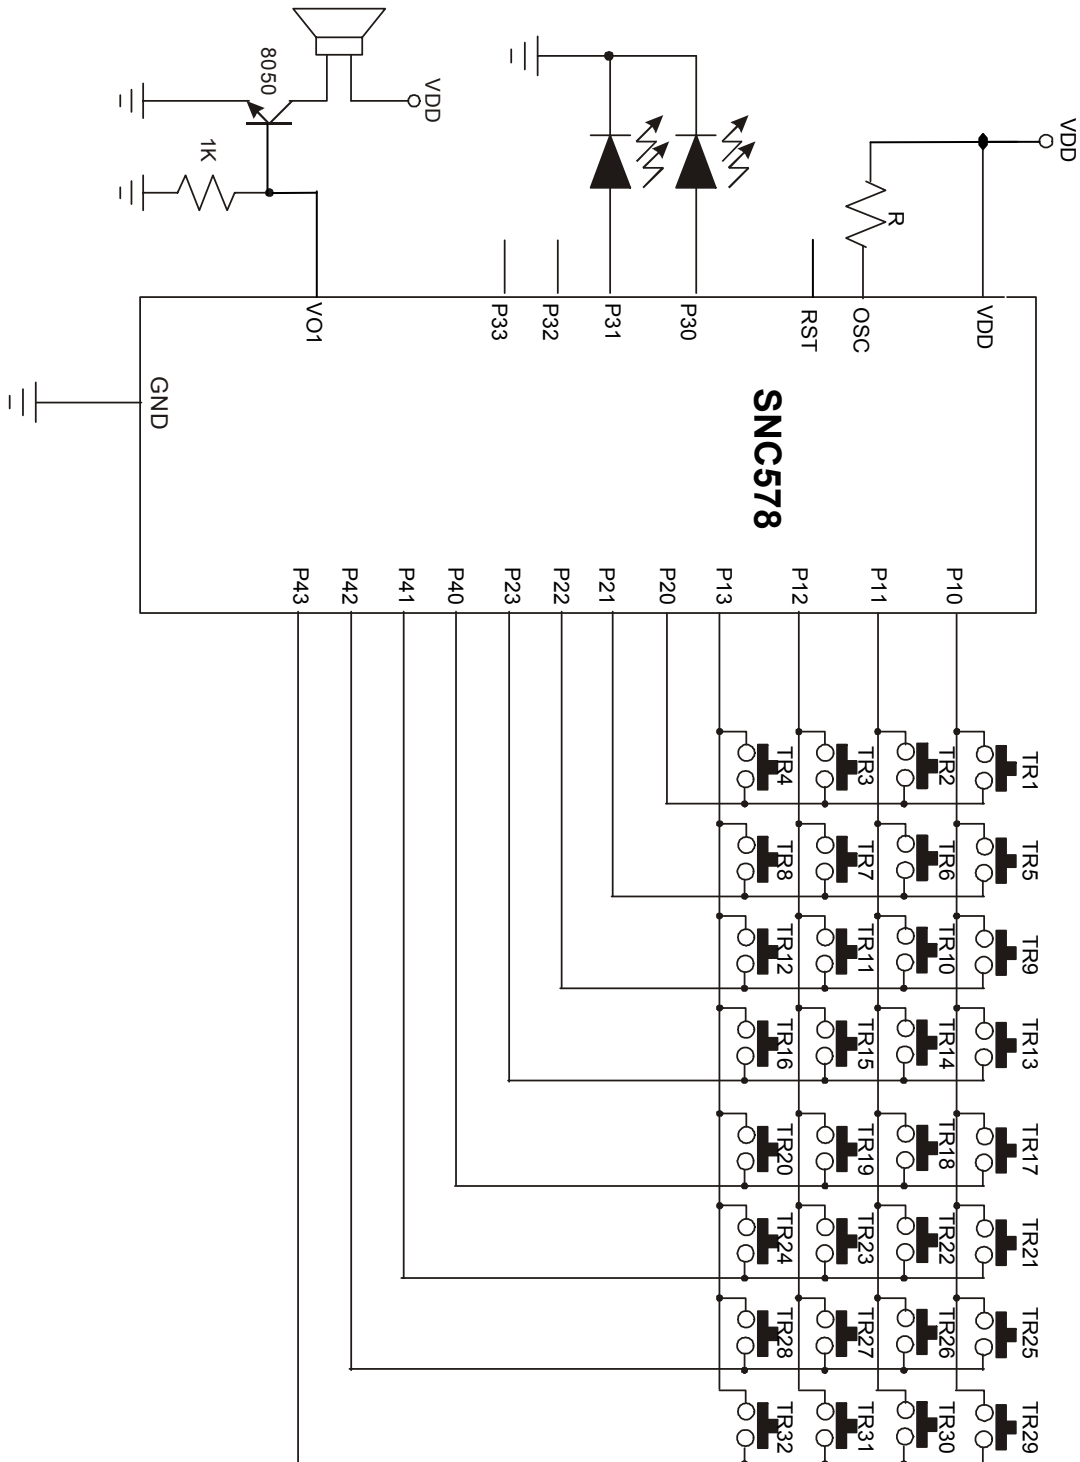 8050
VDD
VDD
1K
R
VO1
P33
P32
P31
P30
RST
OSC
VDD
GND
SNC578
P43
P42
P41
P40
P23
P22
P21
P20
P13
P12
P11
P10
TR4
TR3
TR2
TR1
TR8
TR7
TR6
TR5
TR12
TR11
TR10
TR9
TR16
TR15
TR14
TR13
TR20
TR19
TR18
TR17
TR24
TR23
TR22
TR21
TR28
TR27
TR26
TR25
TR32
TR31
TR30
TR29